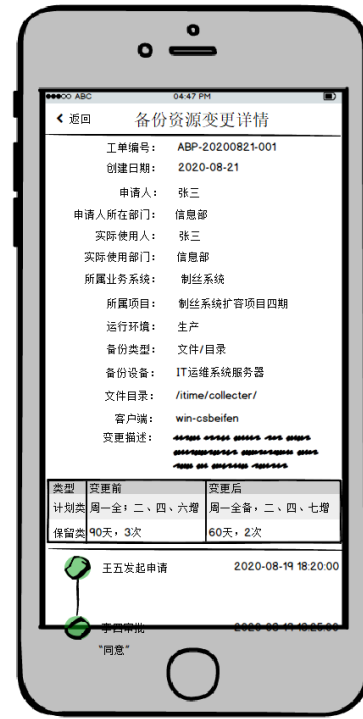 ABC 04:47 PM
返回 备份资源变更详情
工单编号： ABP-20200821-001
创建日期： 2020-08-21
申请人： 张三
申请人所在部门： 信息部
实际使用人： 张三
实际使用部门： 信息部
所属业务系统： 制丝系统
所属项目： 制丝系统扩容项目四期
运行环境： 生产
备份类型： 文件/目录
备份设备： IT运维系统服务器
文件目录： /itime/collecter/
客户端： win-csbeifen
变更描述：
类型 变更前 变更后
计划类 周一全；二、四、六增 周一全备，二、四、七增
保留类 90天，3次 60天，2次
王五发起申请 2020-08-19 18:20:00
李四审批 2020-08-19 18:25:00
“同意”